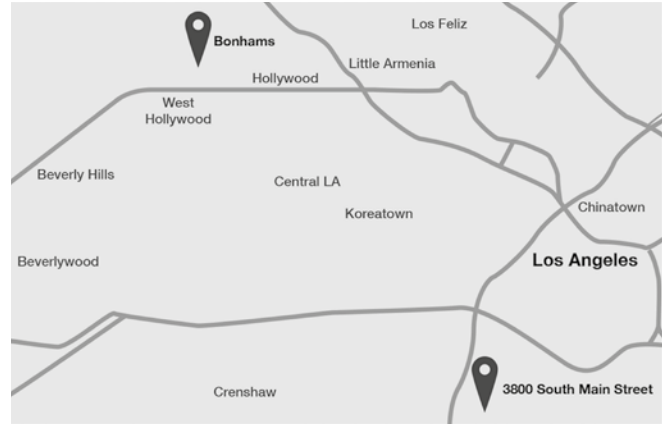 Los Feliz
Bonhams
Little Armenia
Hollywood
West
Hollywood
Beverly Hills
Central LA
Koreatown
Chinatown
Beverlywood
Los Angeles
Crenshaw
3800 South Main Street